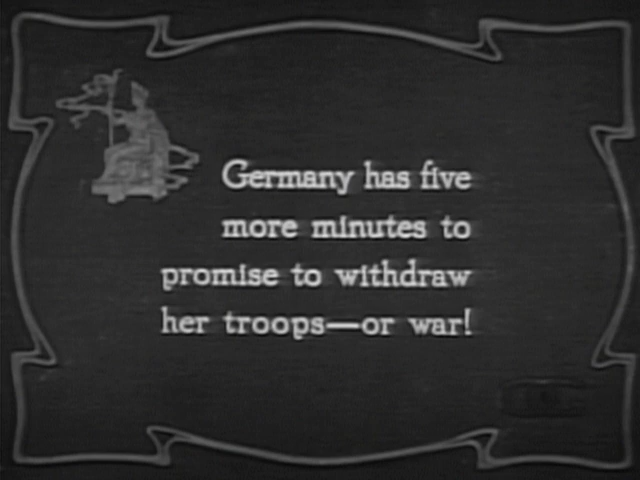 Germany has five
more minutes to
promise to withdraw
her troops—or war!